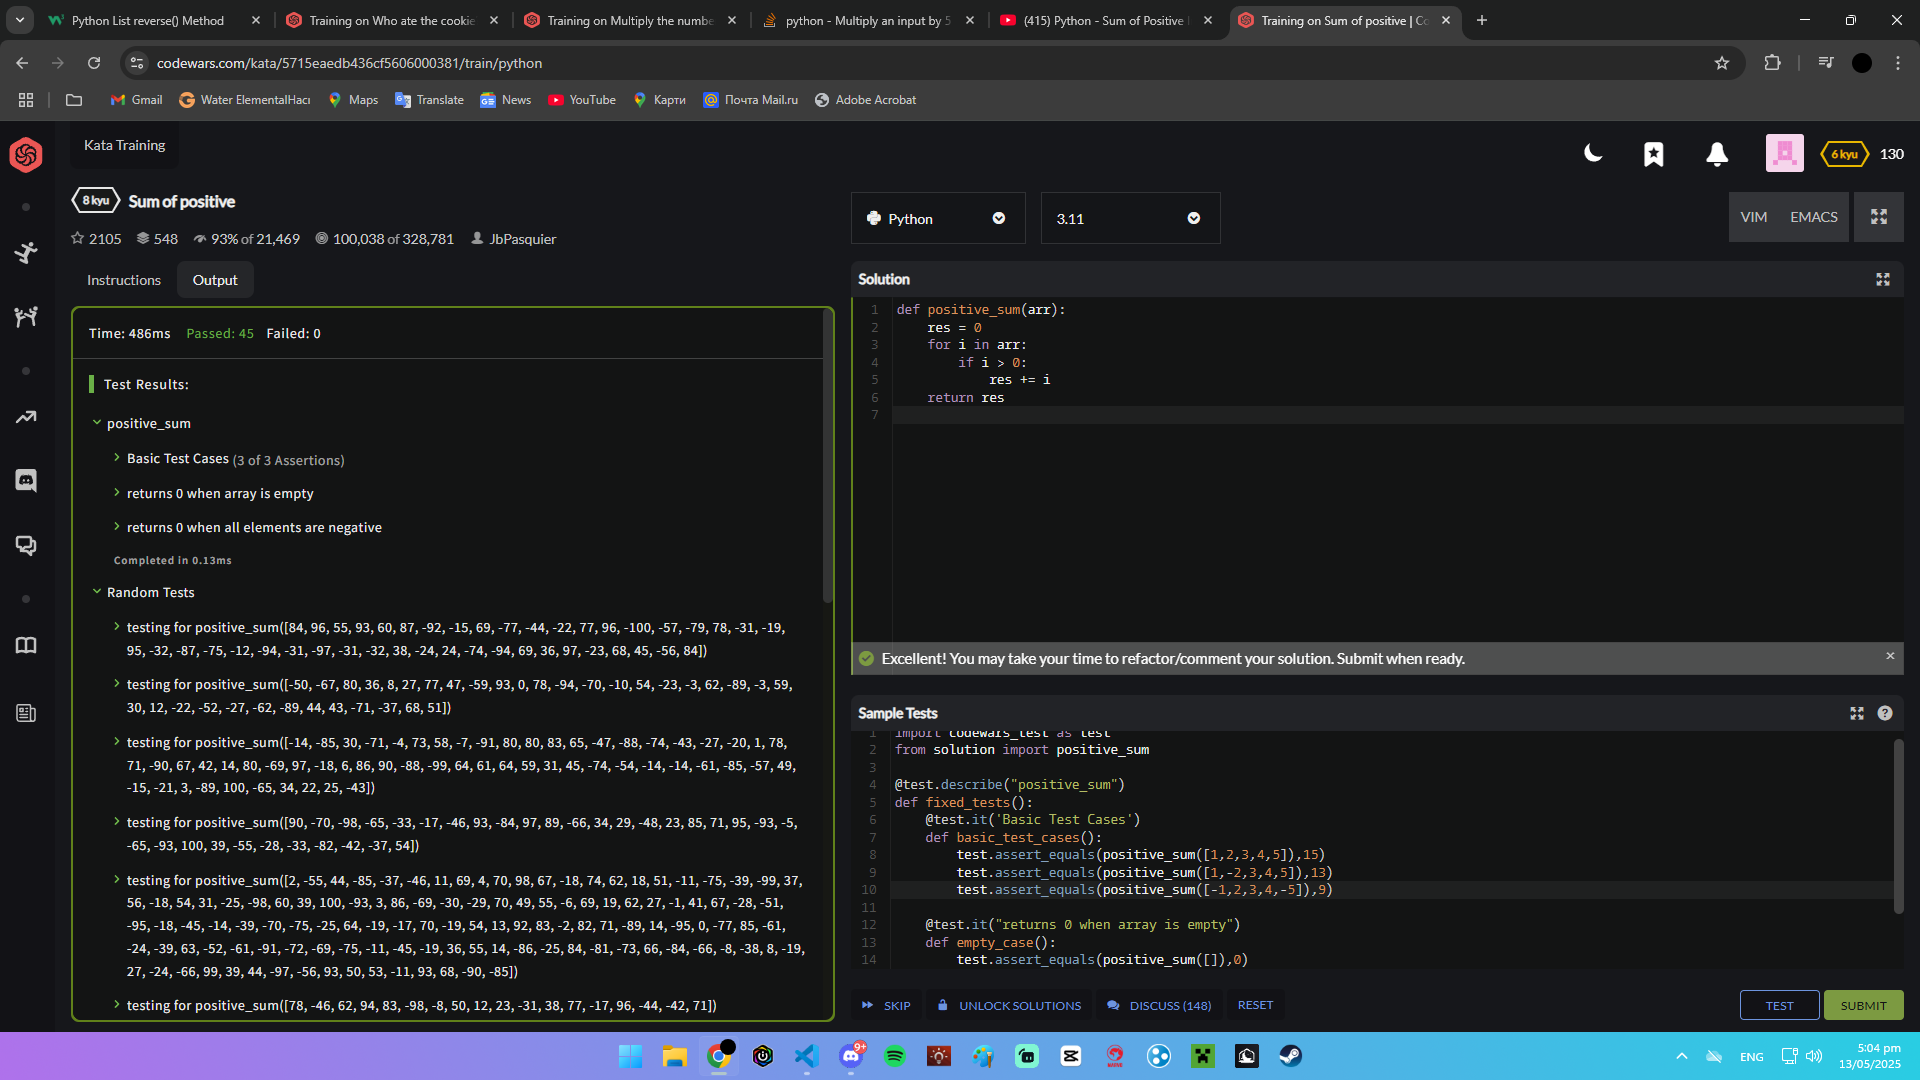 Python List reverse() Method
Training on Who ate the cookie
Training on Multiply the numbe
python - Multiply an input by 5
(415) Python - Sum of Positive
Training on Sum of positive | Co
codewars.com/kata/5715eaedb436cf5606000381/train/python
Gmail
Water ElementalHacı
Maps
Translate
News
YouTube
Карти
Почта Mail.ru
Adobe Acrobat
Kata Training
6 kyu
130
8 kyu
Sum of positive
2105
548
93% of 21,469
100,038 of 328,781
JbPasquier
Python
3.11
VIM
EMACS
Instructions
Output
Time: 486ms Passed: 45 Failed: 0
Test Results:
positive_sum
Basic Test Cases (3 of 3 Assertions)
returns 0 when array is empty
returns 0 when all elements are negative
Completed in 0.13ms
Random Tests
testing for positive_sum([84, 96, 55, 93, 60, 87, -92, -15, 69, -77, -44, -22, 77, 96, -100, -57, -79, 78, -31, -19,
95, -32, -87, -75, -12, -94, -31, -97, -31, -32, 38, -24, 24, -74, -94, 69, 36, 97, -23, 68, 45, -56, 84])
testing for positive_sum([-50, -67, 80, 36, 8, 27, 77, 47, -59, 93, 0, 78, -94, -70, -10, 54, -23, -3, 62, -89, -3, 59,
30, 12, -22, -52, -27, -62, -89, 44, 43, -71, -37, 68, 51])
testing for positive_sum([-14, -85, 30, -71, -4, 73, 58, -7, -91, 80, 80, 83, 65, -47, -88, -74, -43, -27, -20, 1, 78,
71, -90, 67, 42, 14, 80, -69, 97, -18, 6, 86, 90, -88, -99, 64, 61, 64, 59, 31, 45, -74, -54, -14, -14, -61, -85, -57, 49,
-15, -21, 3, -89, 100, -65, 34, 22, 25, -43])
testing for positive_sum([90, -70, -98, -65, -33, -17, -46, 93, -84, 97, 89, -66, 34, 29, -48, 23, 85, 71, 95, -93, -5,
-65, -93, 100, 39, -55, -28, -33, -82, -42, -37, 54])
testing for positive_sum([2, -55, 44, -85, -37, -46, 11, 69, 4, 70, 98, 67, -18, 74, 62, 18, 51, -11, -75, -39, -99, 37,
56, -18, 54, 31, -25, -98, 60, 39, 100, -93, 3, 86, -69, -30, -29, 70, 49, 55, -6, 69, 19, 62, 27, -1, 41, 67, -28, -51,
-95, -18, -45, -14, -39, -70, -75, -25, 64, -19, -17, 70, -19, 54, 13, 92, 83, -2, 82, 71, -89, 14, -95, 0, -77, 85, -61,
-24, -39, 63, -52, -61, -91, -72, -69, -75, -11, -45, -19, 36, 55, 14, -86, -25, 84, -81, -73, 66, -84, -66, -8, -38, 8, -19,
27, -24, -66, 99, 39, 44, -97, -56, 93, 50, 53, -11, 93, 68, -90, -85])
testing for positive_sum([78, -46, 62, 94, 83, -98, -8, 50, 12, 23, -31, 38, 77, -17, 96, -44, -42, 71])
Solution
1 def positive_sum(arr):
2 res = 0
3 for i in arr:
4 if i > 0:
5 res += i
6 return res
7
Excellent! You may take your time to refactor/comment your solution. Submit when ready.
Sample Tests
1 import codewars_test as test
2 from solution import positive_sum
3
4 @test.describe("positive_sum")
5 def fixed_tests():
6 @test.it('Basic Test Cases')
7 def basic_test_cases():
8 test.assert_equals(positive_sum([1,2,3,4,5]),15)
9 test.assert_equals(positive_sum([1,-2,3,4,5]),13)
10 test.assert_equals(positive_sum([-1,2,3,4,-5]),9)
11
12 @test.it("returns 0 when array is empty")
13 def empty_case():
14 test.assert_equals(positive_sum([]),0)
SKIP
UNLOCK SOLUTIONS
DISCUSS (148)
RESET
TEST
SUBMIT
9+
ENG
5:04 pm
13/05/2025